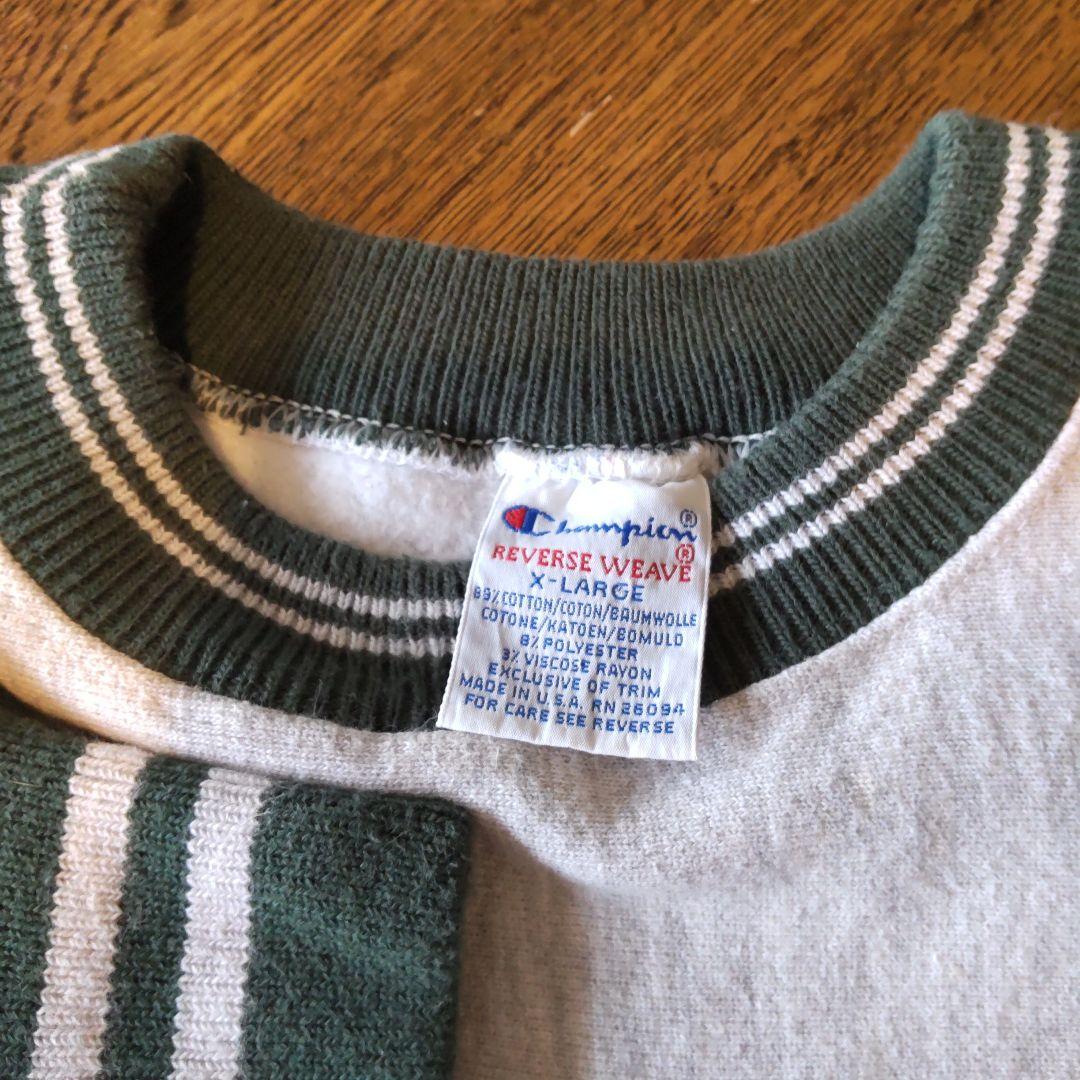 Champion®
REVERSE WEAVE®
X-LARGE
89% COTTON/COTON/BAUMWOLLE
COTONE/KATOEN/BOMULD
8% POLYESTER
3% VISCOSE RAYON
EXCLUSIVE OF TRIM
MADE IN U.S.A. RN 26094
FOR CARE SEE REVERSE